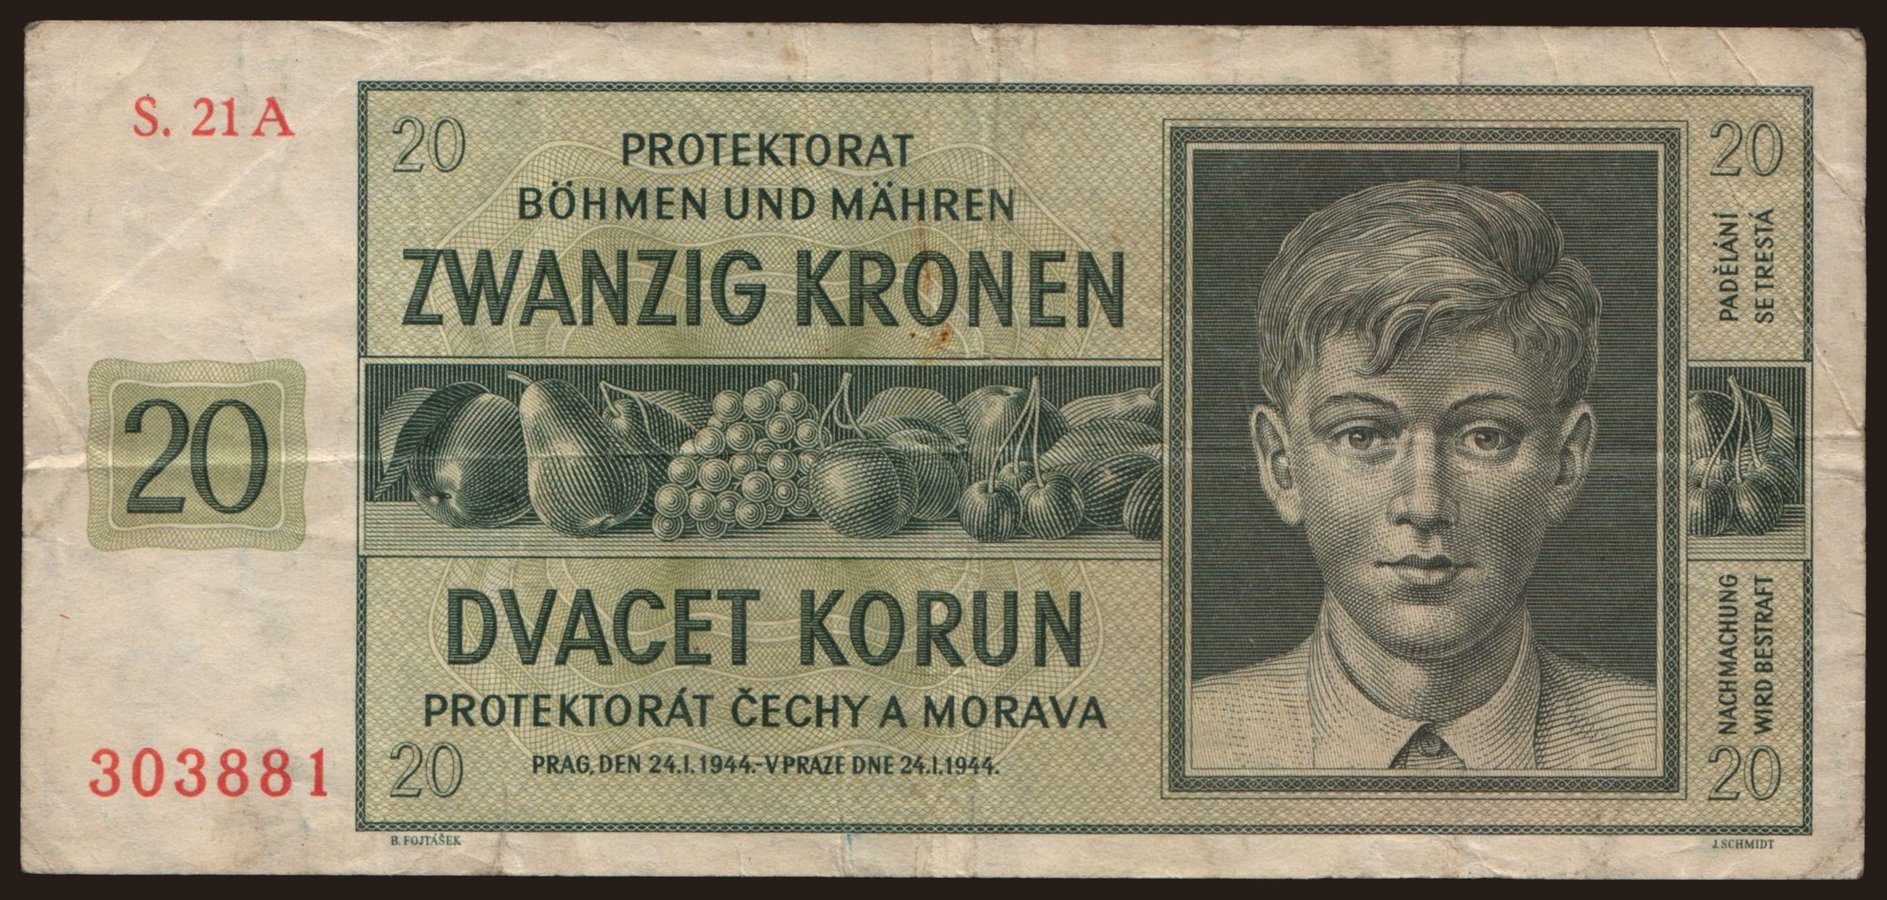 S. 21 A
20
20
PROTEKTORAT
BÖHMEN UND MÄHREN
ZWANZIG KRONEN
PADĚLÁNÍ
SE TRESTÁ
20
DVACET KORUN
PROTEKTORÁT ČECHY A MORAVA
PRAG, DEN 24.I.1944.-V PRAZE DNE 24.I.1944.
NACHMACHUNG
WIRD BESTRAFT
303881
20
20
B. FOJTÁŠEK
J. SCHMIDT